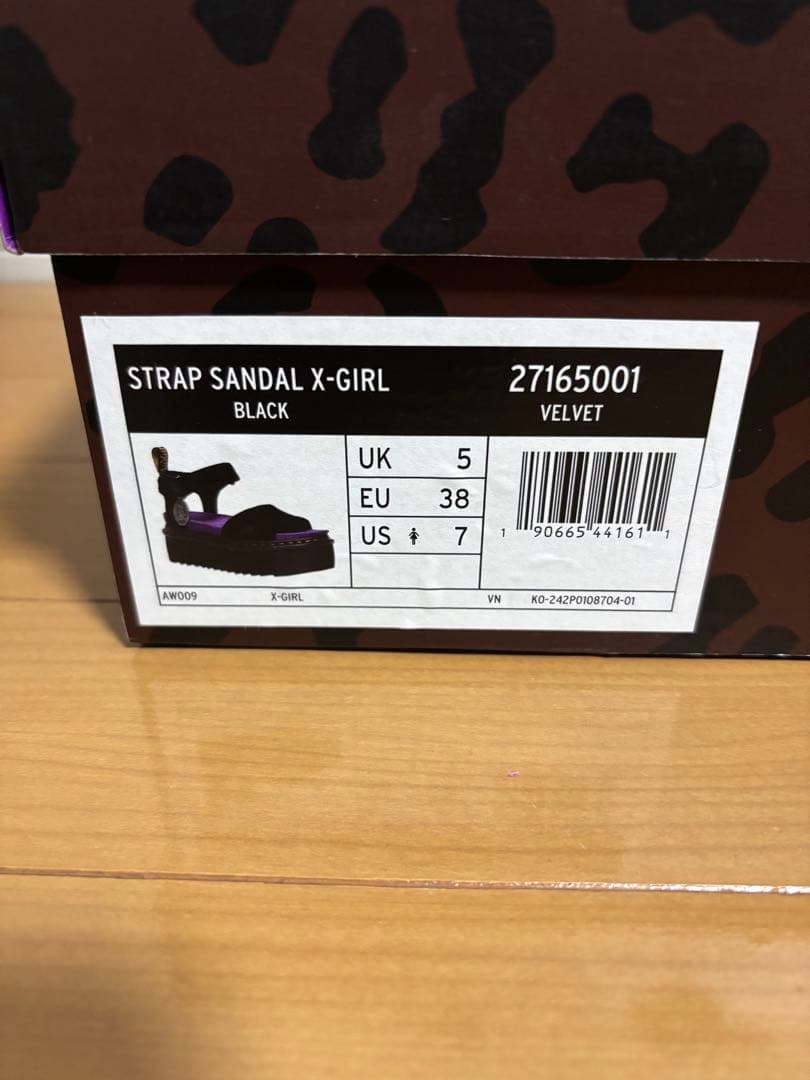 STRAP SANDAL X-GIRL
BLACK
27165001
VELVET
UK 5
EU 38
US 7
1 90665 44161 1
AW009 X-GIRL VN KO-242P0108704-01